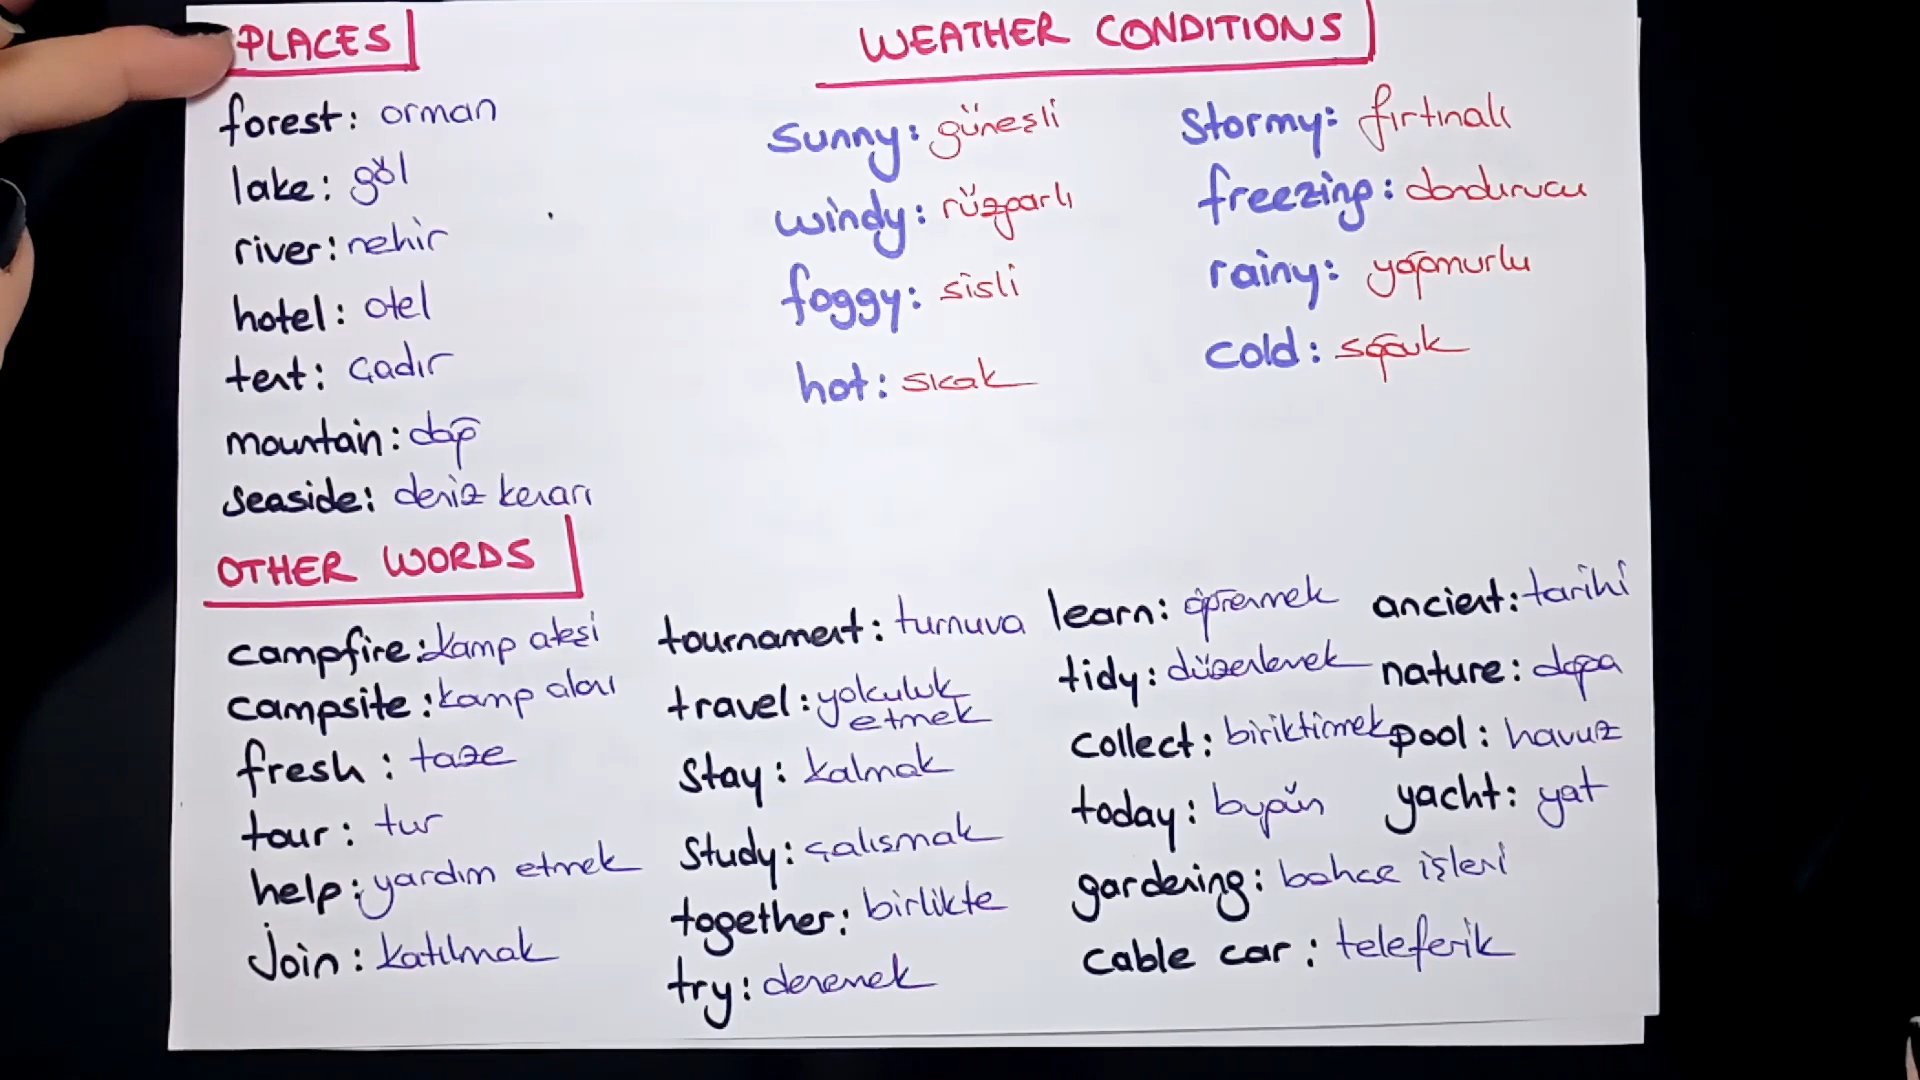 PLACES
forest: orman
lake: göl
river: nehir
hotel: otel
tent: çadır
mountain: dağ
seaside: deniz kenarı
WEATHER CONDITIONS
sunny: güneşli
windy: rüzgarlı
foggy: sisli
hot: sıcak
Stormy: fırtınalı
freezing: dondurucu
rainy: yağmurlu
cold: soğuk
OTHER WORDS
campfire: kamp ateşi
campsite: kamp alanı
fresh: taze
tour: tur
help: yardım etmek
Join: katılmak
tournament: turnuva
travel: yolculuk
etmek
Stay: kalmak
Study: çalışmak
together: birlikte
try: denemek
learn: öğrenmek
tidy: düzenlemek
collect: biriktirmek
today: bugün
gardening: bahçe işleri
cable car: teleferik
ancient: tarihi
nature: doğa
pool: havuz
yacht: yat